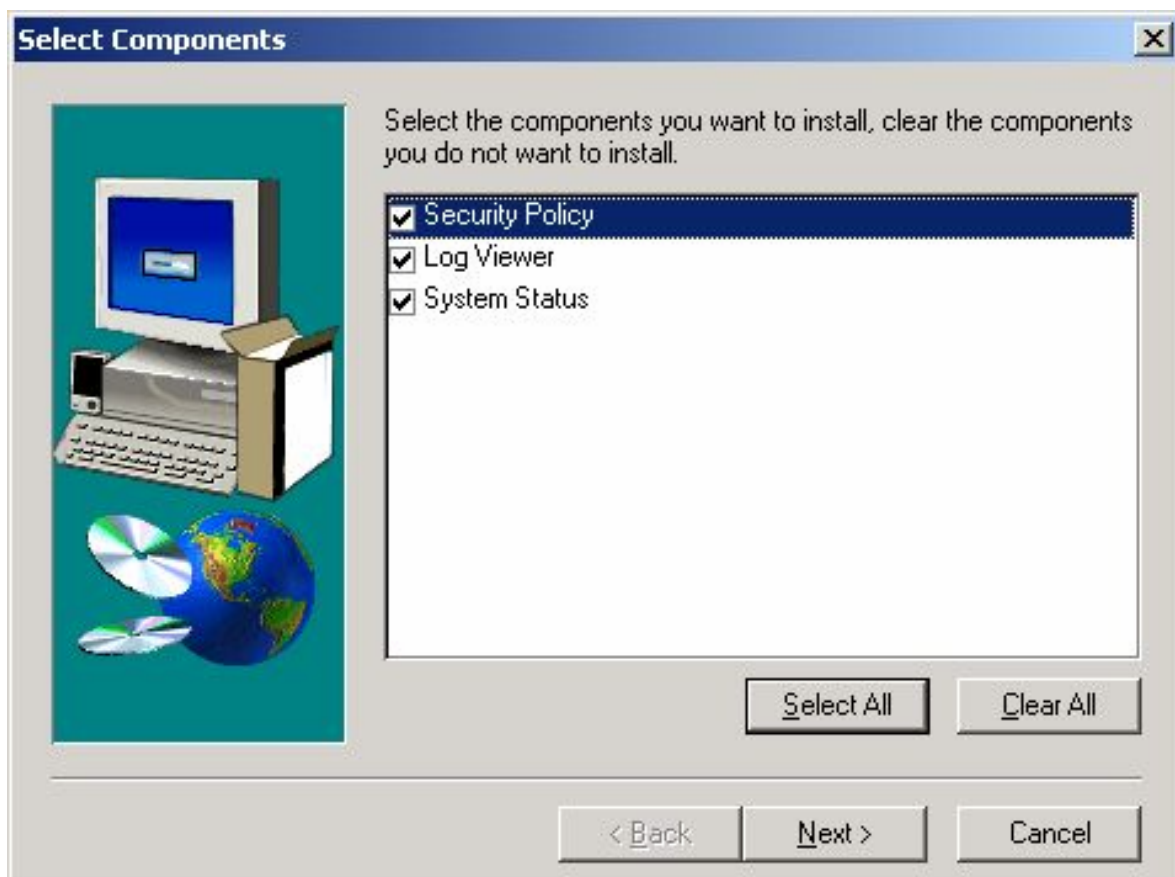 Select Components
Select the components you want to install, clear the components
you do not want to install.
Security Policy
Log Viewer
System Status
Select All
Clear All
< Back
Next >
Cancel